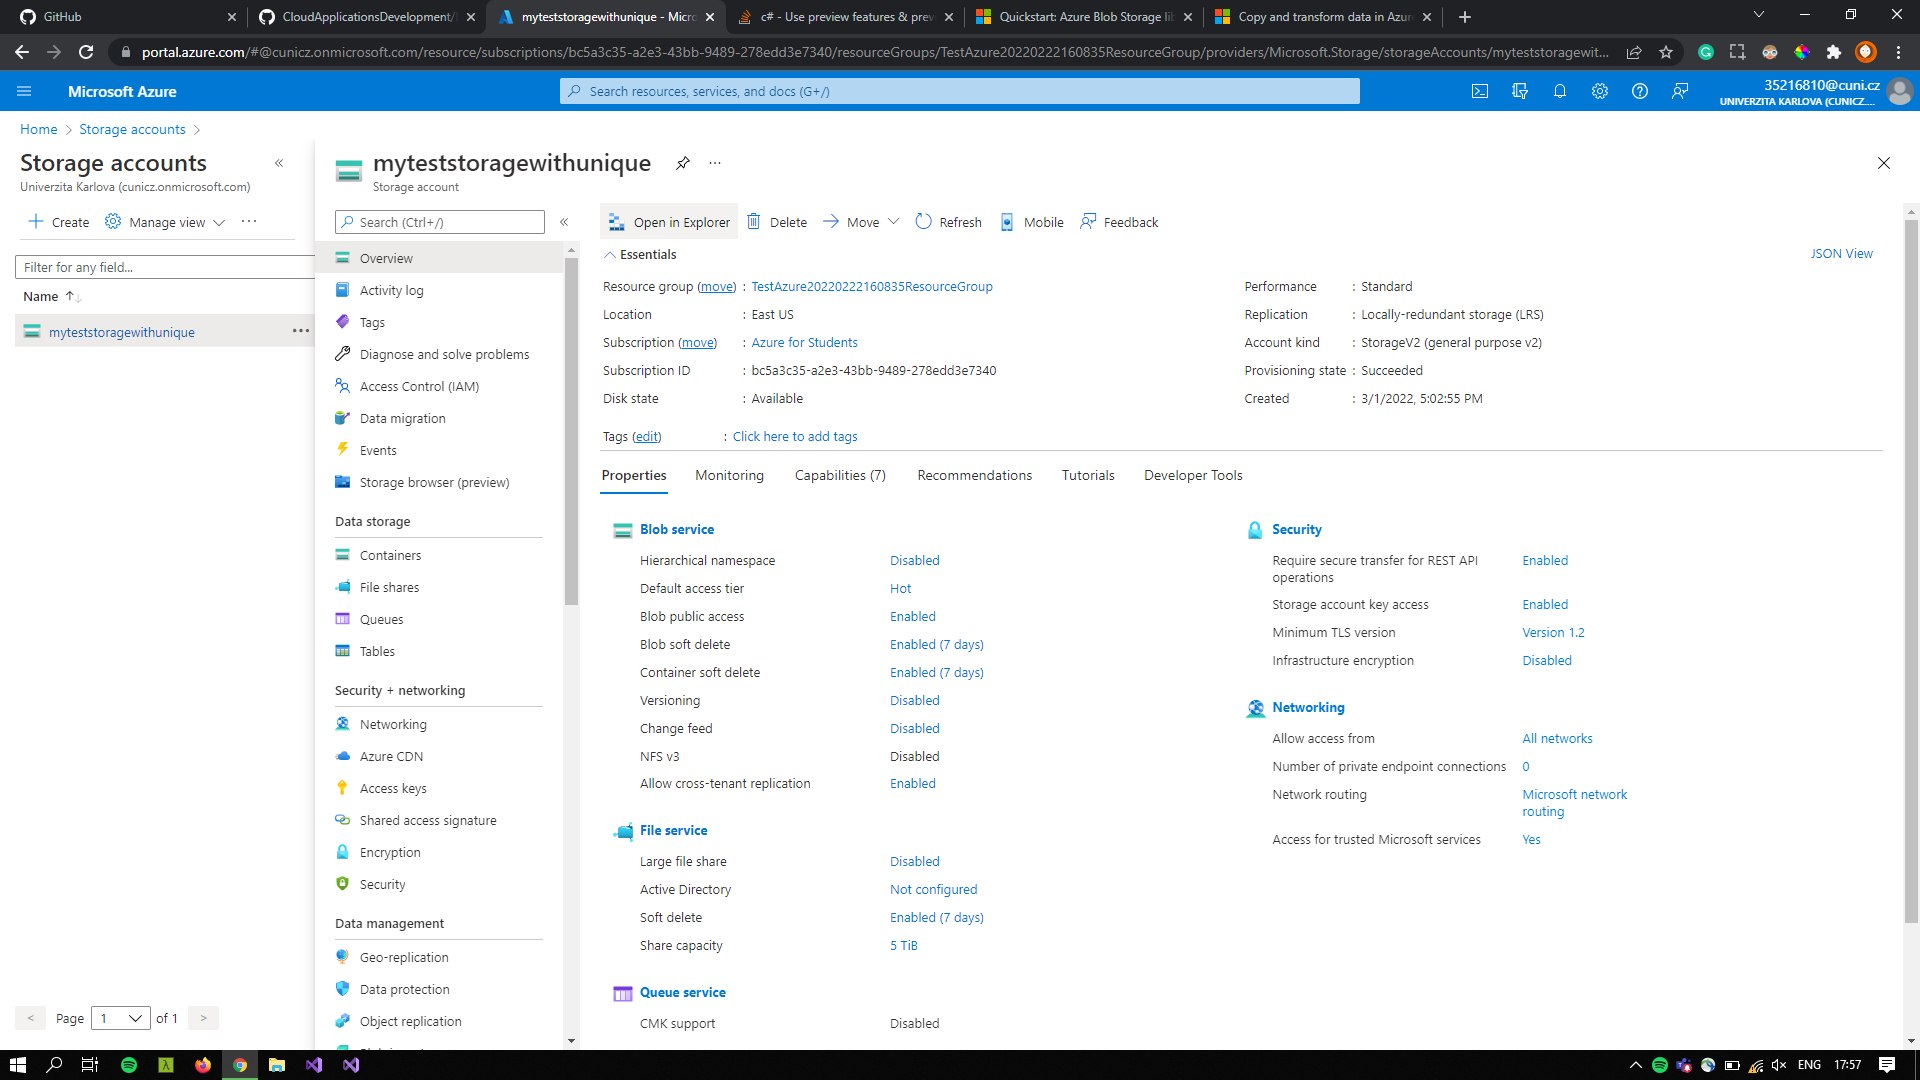 GitHub
CloudApplicationsDevelopment/
myteststoragewithunique - Micro
c# - Use preview features & prev
Quickstart: Azure Blob Storage li
Copy and transform data in Azur
portal.azure.com/#@cunicz.onmicrosoft.com/resource/subscriptions/bc5a3c35-a2e3-43bb-9489-278edd3e7340/resourceGroups/TestAzure20220222160835ResourceGroup/providers/Microsoft.Storage/storageAccounts/myteststoragewit...
Microsoft Azure
Search resources, services, and docs (G+/)
35216810@cuni.cz
UNIVERZITA KARLOVA (CUNICZ....
Home > Storage accounts >
Storage accounts
Univerzita Karlova (cunicz.onmicrosoft.com)
Create
Manage view
Filter for any field...
Name
myteststoragewithunique
Page 1 of 1
myteststoragewithunique
Storage account
Search (Ctrl+/)
Overview
Activity log
Tags
Diagnose and solve problems
Access Control (IAM)
Data migration
Events
Storage browser (preview)
Data storage
Containers
File shares
Queues
Tables
Security + networking
Networking
Azure CDN
Access keys
Shared access signature
Encryption
Security
Data management
Geo-replication
Data protection
Object replication
Open in Explorer
Delete
Move
Refresh
Mobile
Feedback
Essentials
JSON View
Resource group (move) : TestAzure20220222160835ResourceGroup
Location : East US
Subscription (move) : Azure for Students
Subscription ID : bc5a3c35-a2e3-43bb-9489-278edd3e7340
Disk state : Available
Performance : Standard
Replication : Locally-redundant storage (LRS)
Account kind : StorageV2 (general purpose v2)
Provisioning state : Succeeded
Created : 3/1/2022, 5:02:55 PM
Tags (edit) : Click here to add tags
Properties
Monitoring
Capabilities (7)
Recommendations
Tutorials
Developer Tools
Blob service
Hierarchical namespace Disabled
Default access tier Hot
Blob public access Enabled
Blob soft delete Enabled (7 days)
Container soft delete Enabled (7 days)
Versioning Disabled
Change feed Disabled
NFS v3 Disabled
Allow cross-tenant replication Enabled
File service
Large file share Disabled
Active Directory Not configured
Soft delete Enabled (7 days)
Share capacity 5 TiB
Queue service
CMK support Disabled
Security
Require secure transfer for REST API Enabled
operations
Storage account key access Enabled
Minimum TLS version Version 1.2
Infrastructure encryption Disabled
Networking
Allow access from All networks
Number of private endpoint connections 0
Network routing Microsoft network
routing
Access for trusted Microsoft services Yes
ENG
17:57